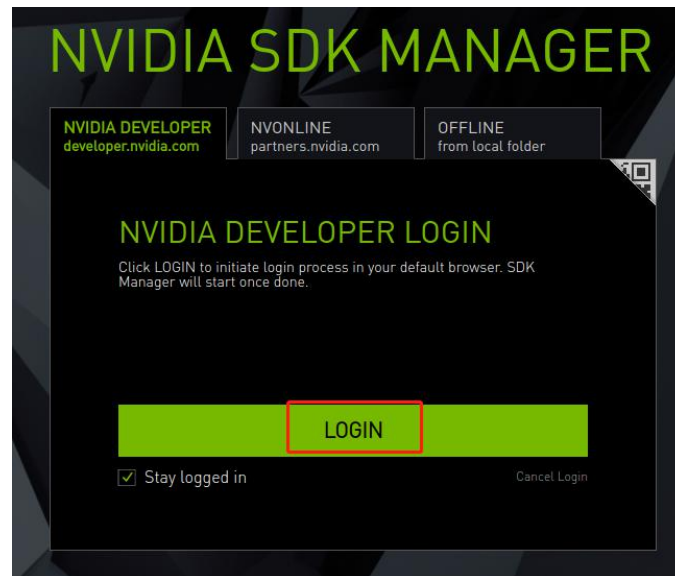 NVIDIA SDK MANAGER
NVIDIA DEVELOPER
developer.nvidia.com
NVONLINE
partners.nvidia.com
OFFLINE
from local folder
NVIDIA DEVELOPER LOGIN
Click LOGIN to initiate login process in your default browser. SDK
Manager will start once done.
LOGIN
Stay logged in
Cancel Login